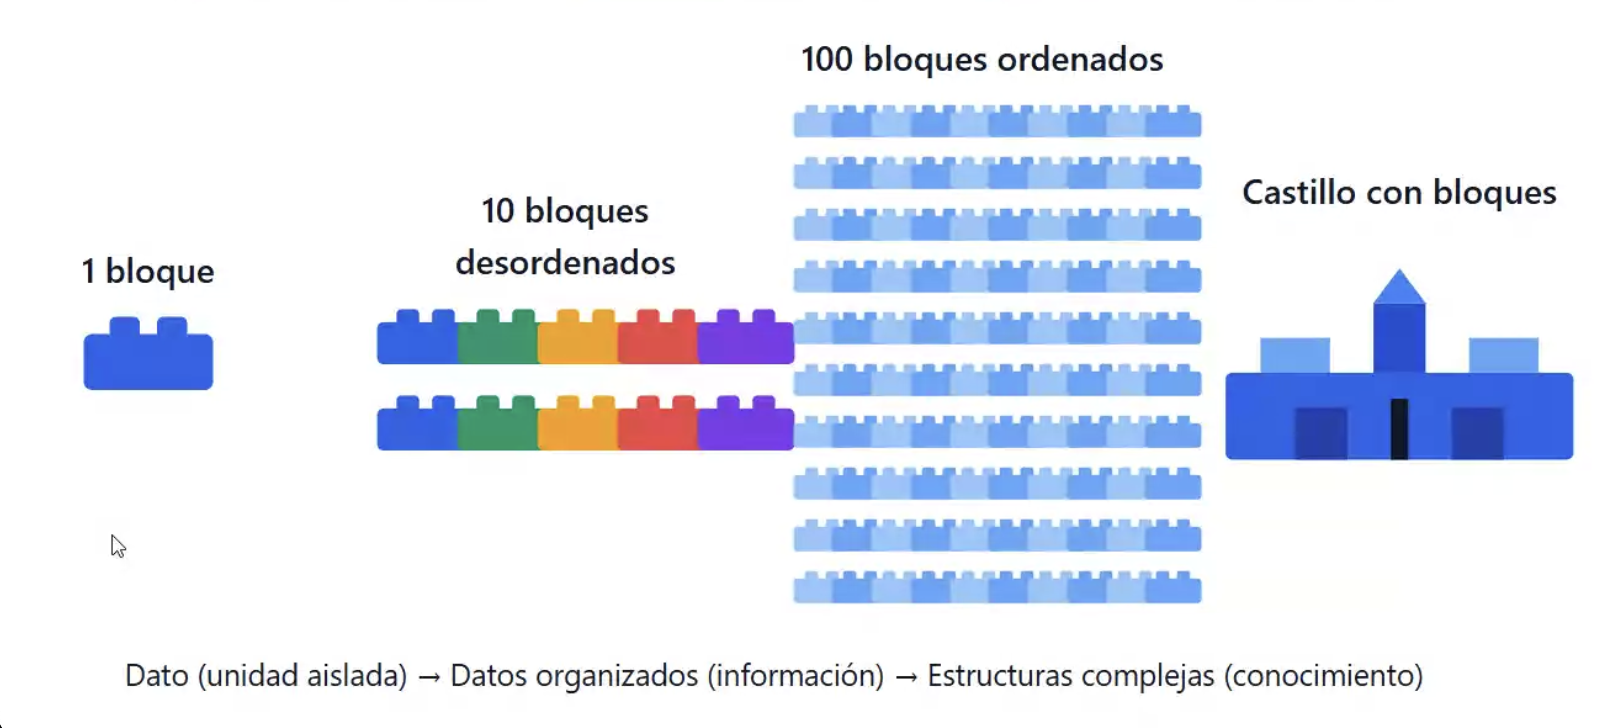 1 bloque
10 bloques
desordenados
100 bloques ordenados
Castillo con bloques
Dato (unidad aislada) → Datos organizados (información) → Estructuras complejas (conocimiento)